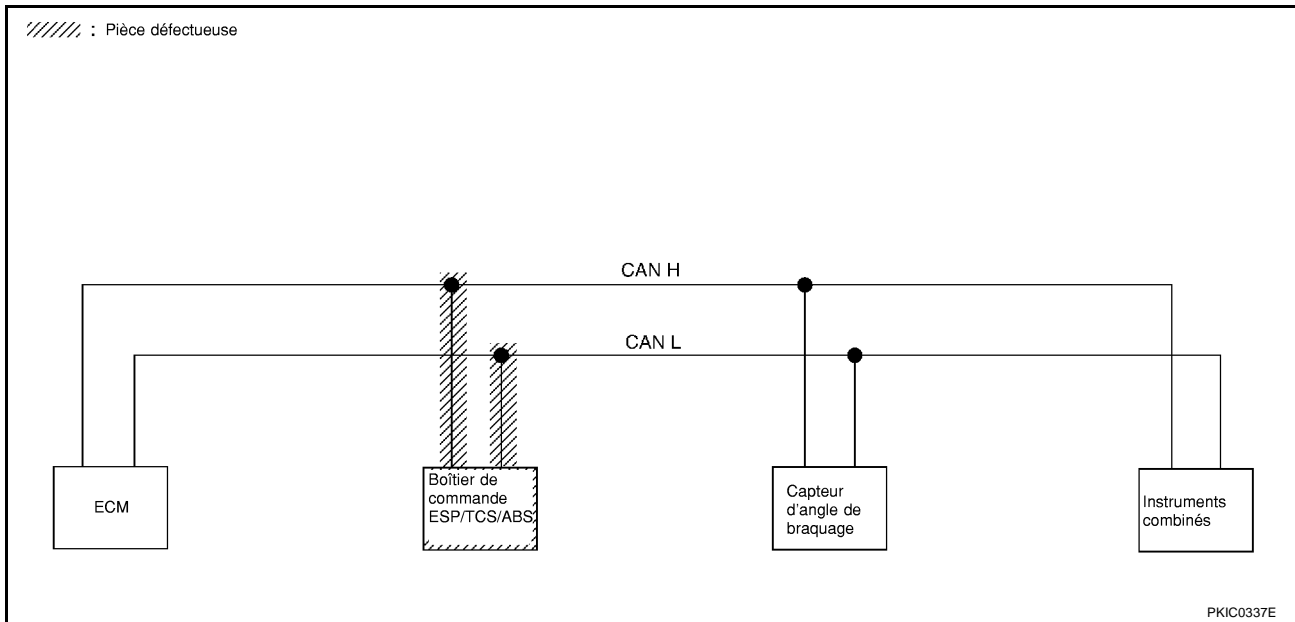 : Pièce défectueuse
CAN H
CAN L
ECM
Boîtier de
commande
ESP/TCS/ABS
Capteur
d'angle de
braquage
Instruments
combinés
PKIC0337E